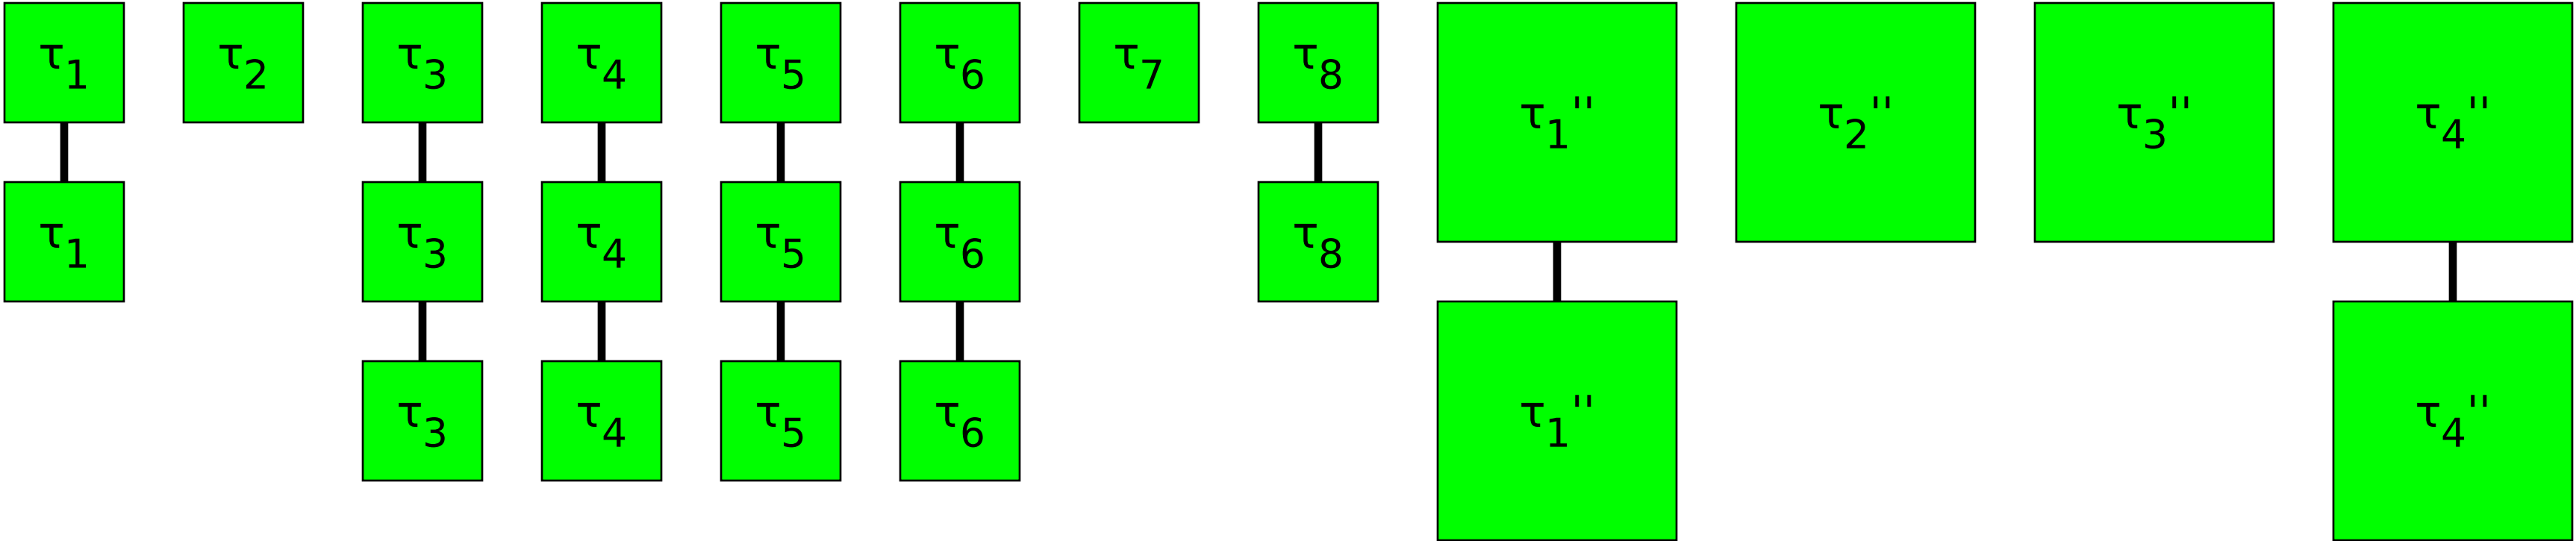 τ1 τ2 τ3 τ4 τ5 τ6 τ7 τ8 τ1'' τ2'' τ3'' τ4''
τ1 τ3 τ4 τ5 τ6 τ8
τ3 τ4 τ5 τ6 τ1'' τ4''